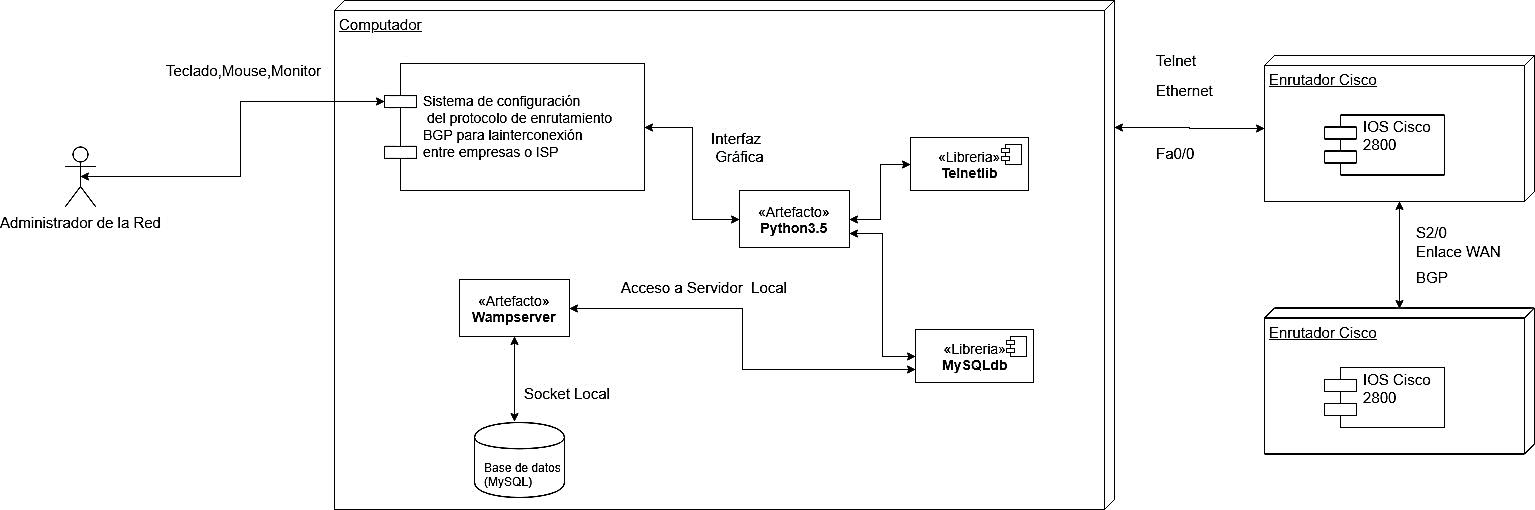 Computador
Teclado,Mouse,Monitor
Sistema de configuración
del protocolo de enrutamiento
BGP para lainterconexión
entre empresas o ISP
Administrador de la Red
Interfaz
Gráfica
«Libreria»
Telnetlib
«Artefacto»
Python3.5
«Artefacto»
Wampserver
Acceso a Servidor Local
«Libreria»
MySQLdb
Socket Local
Base de datos
(MySQL)
Telnet
Ethernet
Fa0/0
Enrutador Cisco
IOS Cisco
2800
S2/0
Enlace WAN
BGP
Enrutador Cisco
IOS Cisco
2800